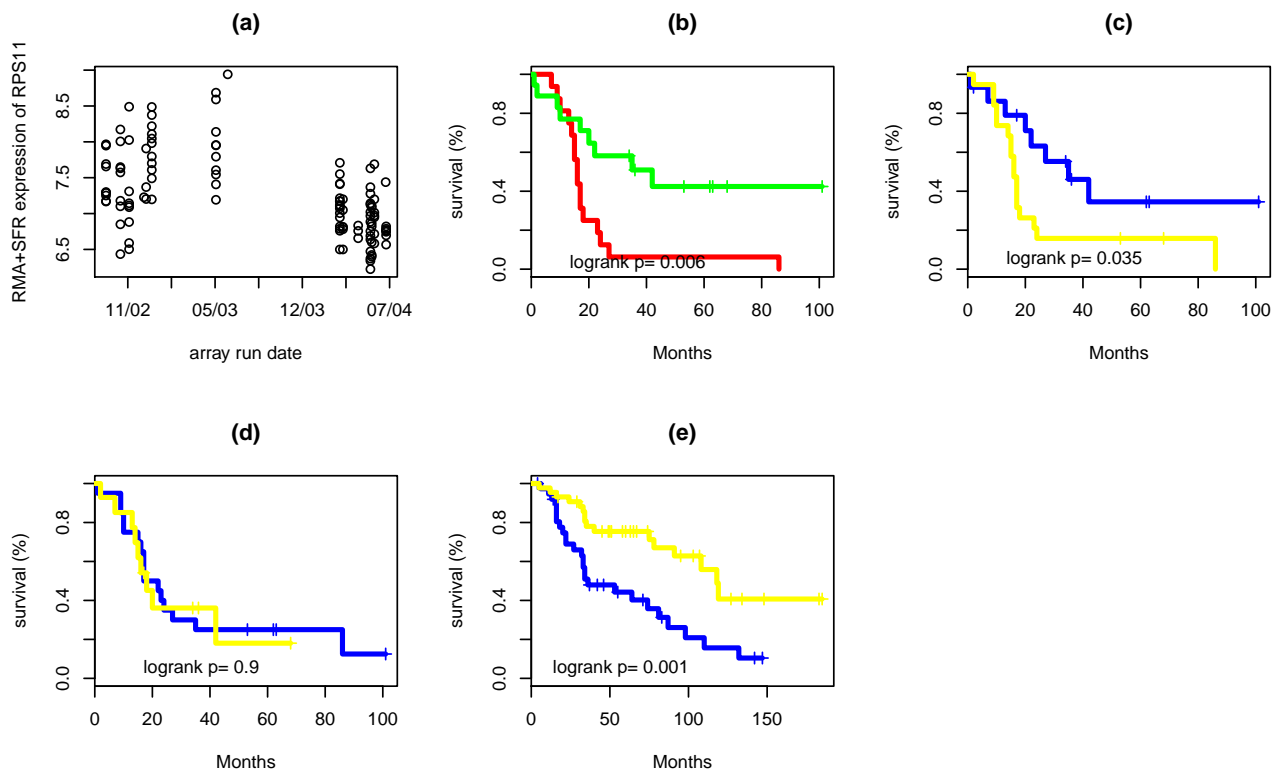 (a)
RMA+SFR expression of RPS11
8.5
7.5
6.5
11/02 05/03 12/03 07/04
array run date
(b)
survival (%)
0.8
0.4
0.0
logrank p= 0.006
0 20 40 60 80 100
Months
(c)
survival (%)
0.8
0.4
0.0
logrank p= 0.035
0 20 40 60 80 100
Months
(d)
survival (%)
0.8
0.4
0.0
logrank p= 0.9
0 20 40 60 80 100
Months
(e)
survival (%)
0.8
0.4
0.0
logrank p= 0.001
0 50 100 150
Months